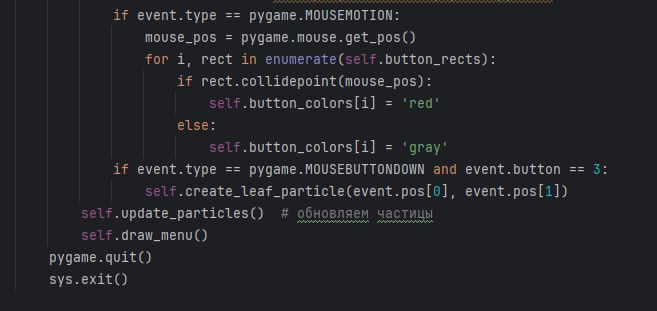 if event.type == pygame.MOUSEMOTION:
mouse_pos = pygame.mouse.get_pos()
for i, rect in enumerate(self.button_rects):
if rect.collidepoint(mouse_pos):
self.button_colors[i] = 'red'
else:
self.button_colors[i] = 'gray'
if event.type == pygame.MOUSEBUTTONDOWN and event.button == 3:
self.create_leaf_particle(event.pos[0], event.pos[1])
self.update_particles()  # обновляем частицы
self.draw_menu()
pygame.quit()
sys.exit()